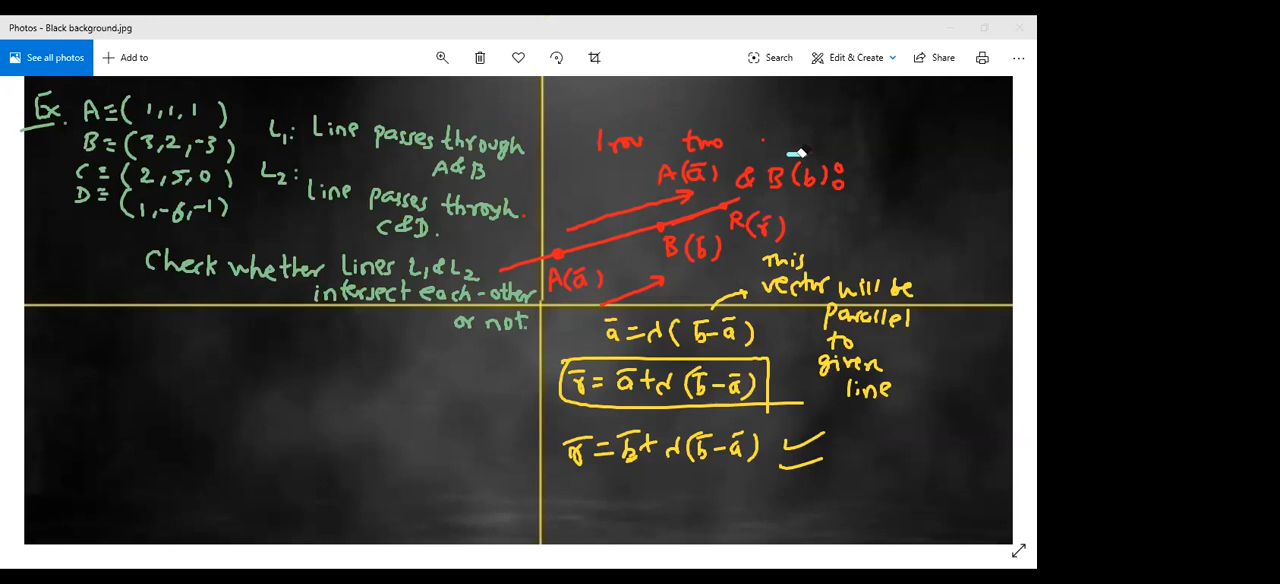 Photos - Black background.jpg
See all photos
Add to
Search
Edit & Create
Share
Ex. A ≡ ( 1, 1, 1 )
B ≡ (3, 2, -3)
C ≡ (2, 5, 0)
D ≡ (1, -6, -1)
L₁: Line passes through
A & B
L₂:
Line passes through.
C & D.
Check whether Lines L₁ & L₂
intersect each-other
or not.
two
A(ā) & B(b̄):
R(r̄)
B(b̄)
A(ā)
This
vector will be
parallel
to
given
line
ā = λ( b̄ - ā )
r̄ = ā + λ (b̄ - ā)
r̄ = b̄ + λ(b̄ - ā)